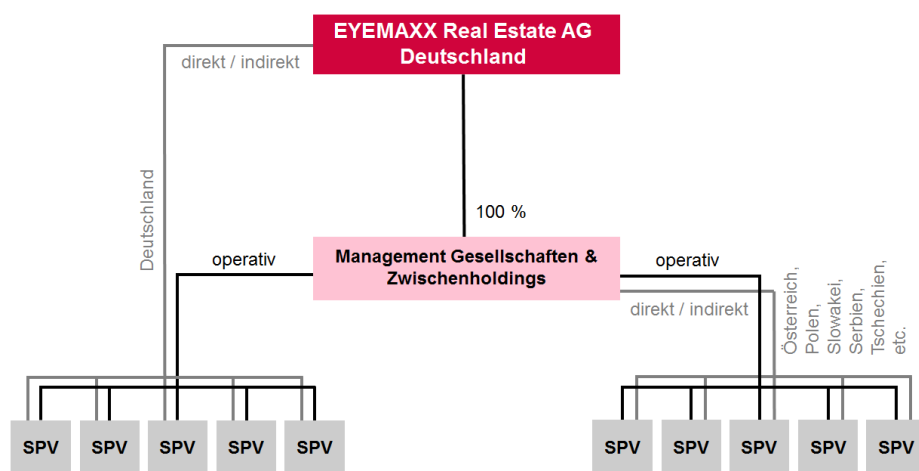 EYEMAXX Real Estate AG
Deutschland
direkt / indirekt
Deutschland
100 %
operativ
Management Gesellschaften &
Zwischenholdings
operativ
direkt / indirekt
Österreich,
Polen,
Slowakei,
Serbien,
Tschechien,
etc.
SPV
SPV
SPV
SPV
SPV
SPV
SPV
SPV
SPV
SPV